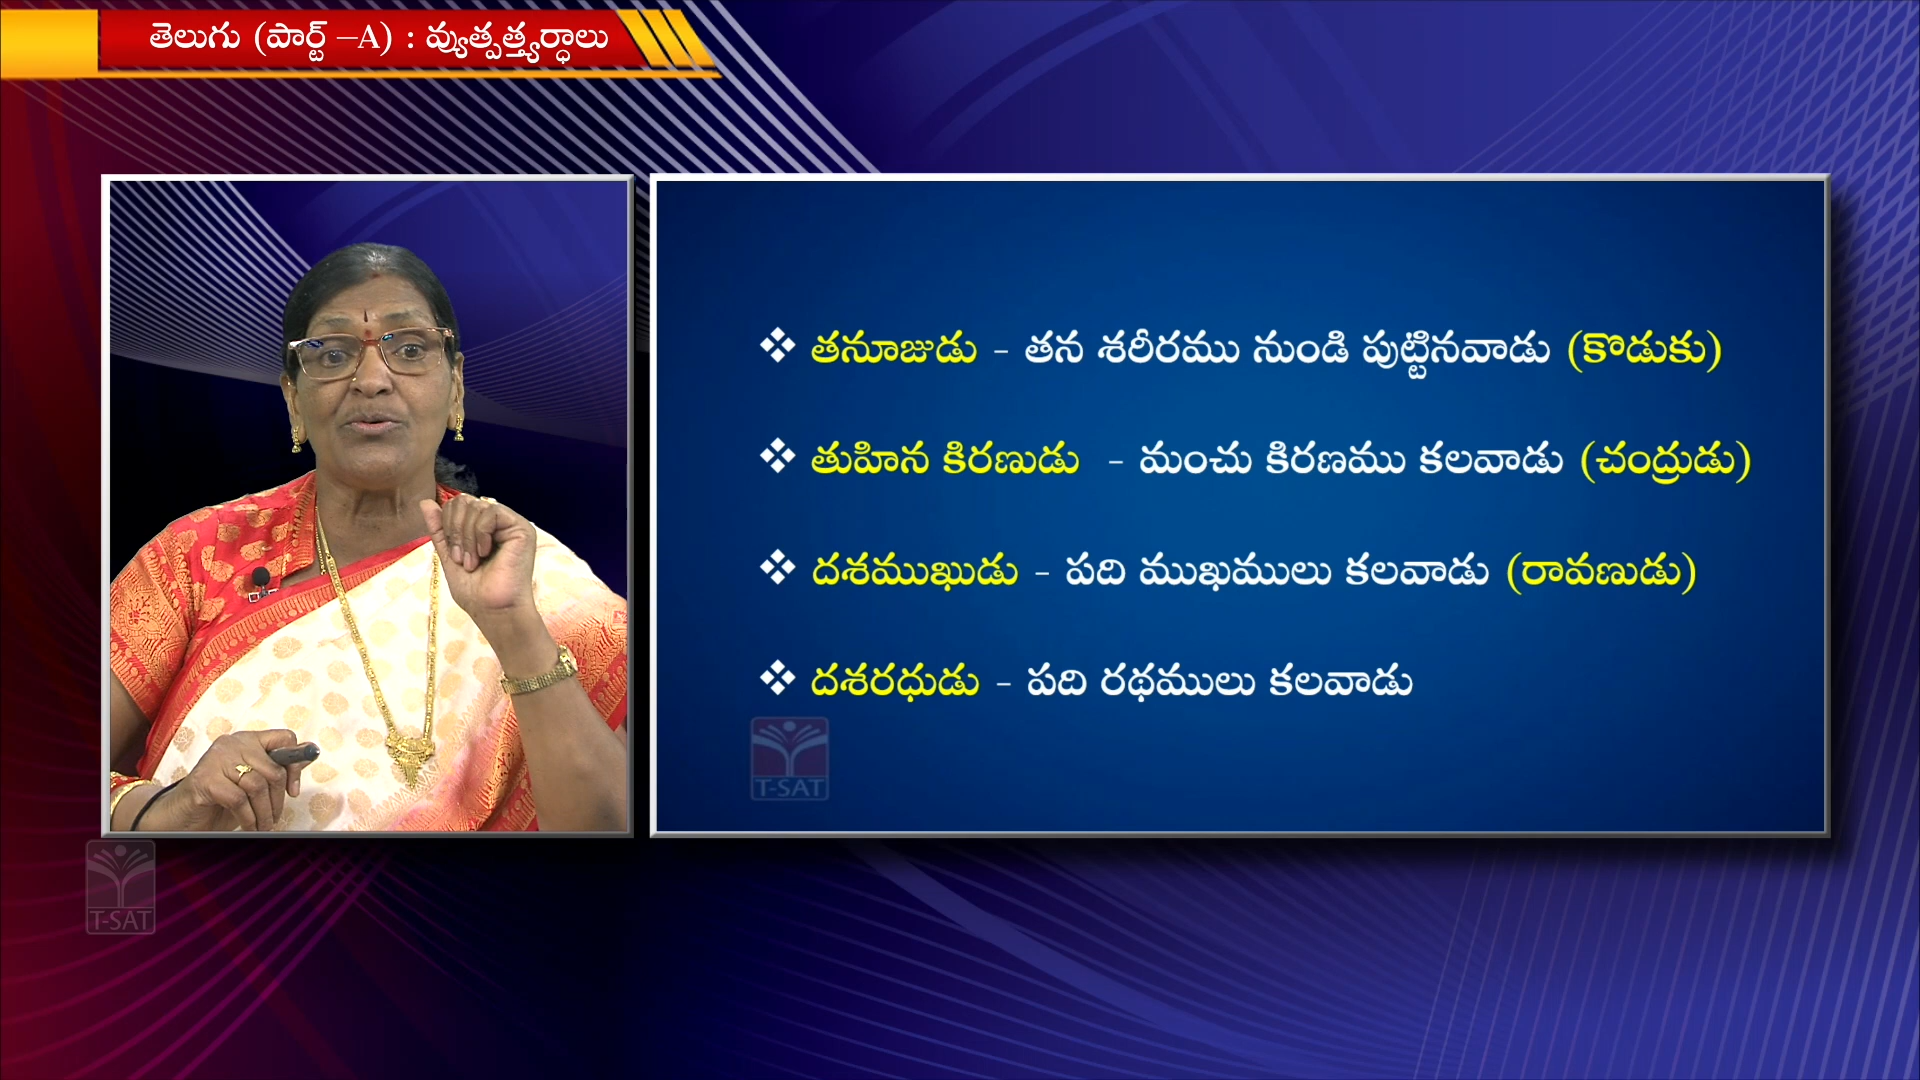 తెలుగు (పార్ట్ –A) : వ్యుత్పత్త్యర్ధాలు
❖ తనూజుడు - తన శరీరము నుండి పుట్టినవాడు (కొడుకు)
❖ తుహిన కిరణుడు - మంచు కిరణము కలవాడు (చంద్రుడు)
❖ దశముఖుడు - పది ముఖములు కలవాడు (రావణుడు)
❖ దశరధుడు - పది రథములు కలవాడు
T-SAT
T-SAT